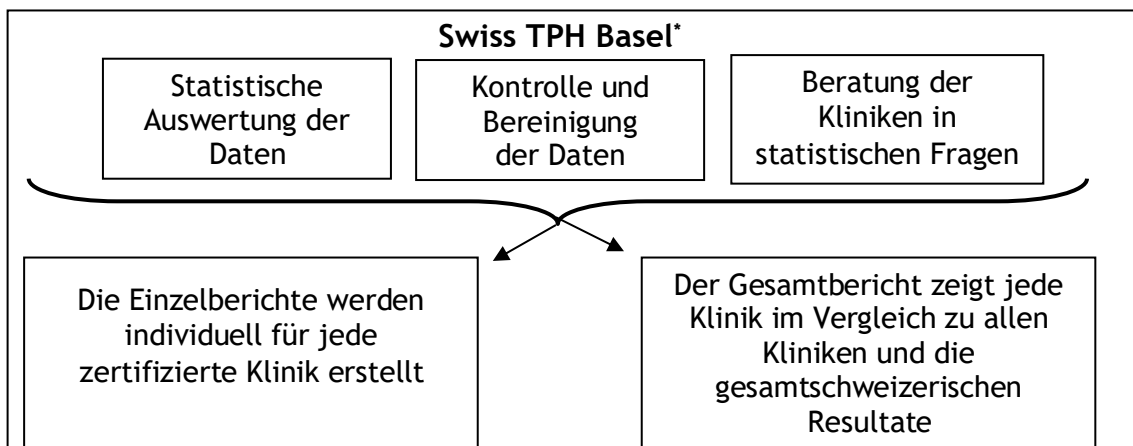 Swiss TPH Basel*
Statistische
Auswertung der
Daten
Kontrolle und
Bereinigung
der Daten
Beratung der
Kliniken in
statistischen Fragen
Die Einzelberichte werden
individuell für jede
zertifizierte Klinik erstellt
Der Gesamtbericht zeigt jede
Klinik im Vergleich zu allen
Kliniken und die
gesamtschweizerischen
Resultate